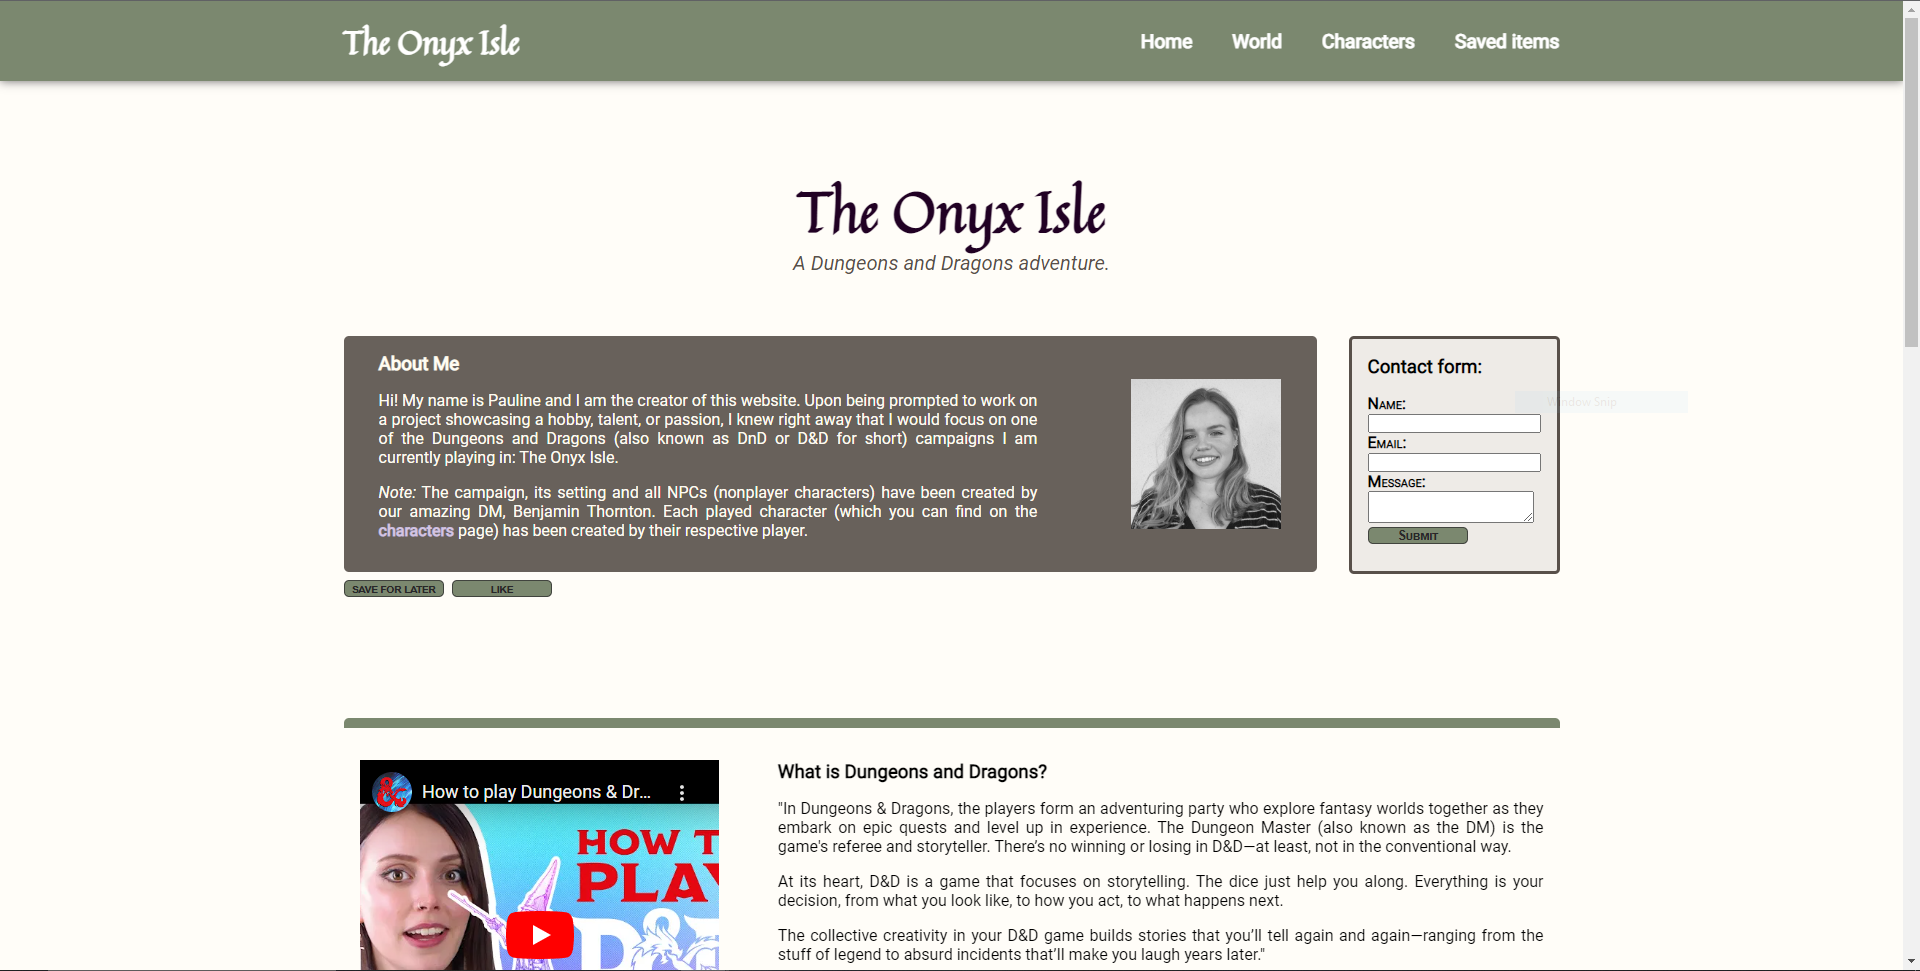 The Onyx Isle
Home World Characters Saved items
The Onyx Isle
A Dungeons and Dragons adventure.
About Me
Hi! My name is Pauline and I am the creator of this website. Upon being prompted to work on
a project showcasing a hobby, talent, or passion, I knew right away that I would focus on one
of the Dungeons and Dragons (also known as DnD or D&D for short) campaigns I am
currently playing in: The Onyx Isle.
Note: The campaign, its setting and all NPCs (nonplayer characters) have been created by
our amazing DM, Benjamin Thornton. Each played character (which you can find on the
characters page) has been created by their respective player.
SAVE FOR LATER LIKE
Contact form:
Name:
Email:
Message:
Submit
Window Snip
How to play Dungeons & Dr...
HOW T
PLAY
D&
What is Dungeons and Dragons?
"In Dungeons & Dragons, the players form an adventuring party who explore fantasy worlds together as they
embark on epic quests and level up in experience. The Dungeon Master (also known as the DM) is the
game's referee and storyteller. There’s no winning or losing in D&D—at least, not in the conventional way.
At its heart, D&D is a game that focuses on storytelling. The dice just help you along. Everything is your
decision, from what you look like, to how you act, to what happens next.
The collective creativity in your D&D game builds stories that you’ll tell again and again—ranging from the
stuff of legend to absurd incidents that’ll make you laugh years later."